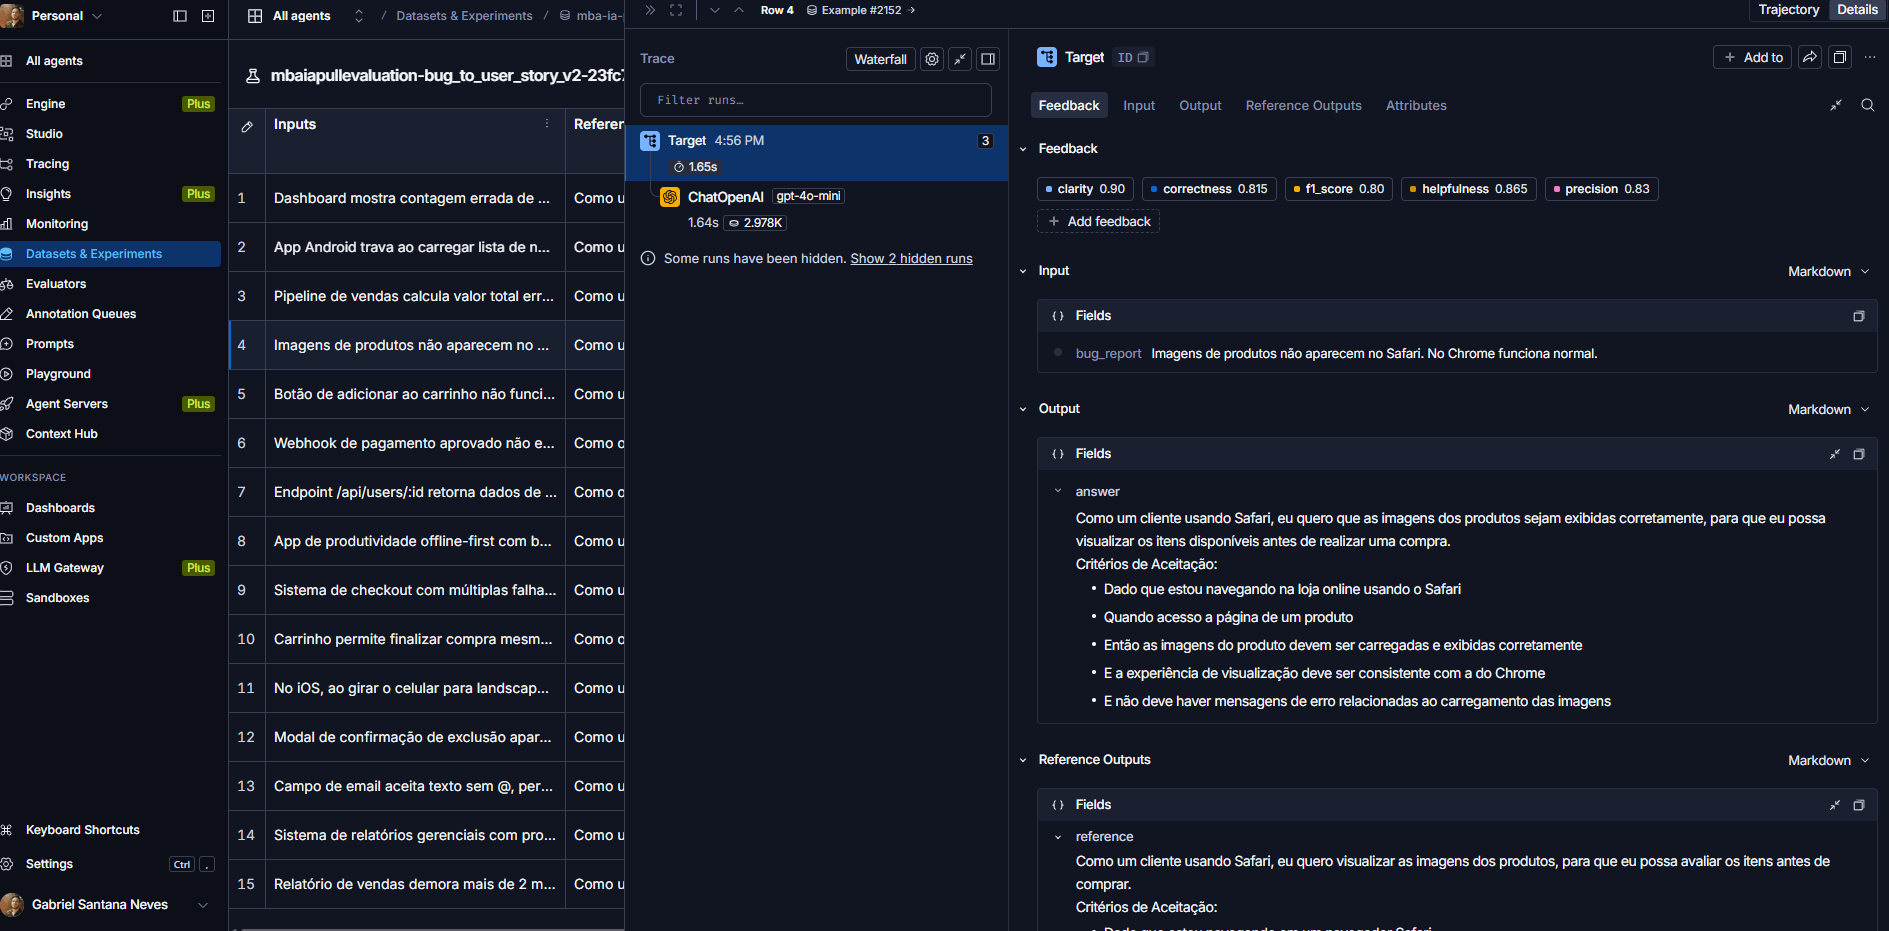 Personal
All agents
Engine Plus
Studio
Tracing
Insights Plus
Monitoring
Datasets & Experiments
Evaluators
Annotation Queues
Prompts
Playground
Agent Servers Plus
Context Hub
WORKSPACE
Dashboards
Custom Apps
LLM Gateway Plus
Sandboxes
Keyboard Shortcuts
Settings Ctrl .
Gabriel Santana Neves
All agents / Datasets & Experiments / mba-ia-
mbaiapullevaluation-bug_to_user_story_v2-23fc7
Inputs Referen
1 Dashboard mostra contagem errada de ... Como u
2 App Android trava ao carregar lista de n... Como u
3 Pipeline de vendas calcula valor total err... Como u
4 Imagens de produtos não aparecem no ... Como u
5 Botão de adicionar ao carrinho não funci... Como u
6 Webhook de pagamento aprovado não e... Como o
7 Endpoint /api/users/:id retorna dados de ... Como o
8 App de produtividade offline-first com b... Como u
9 Sistema de checkout com múltiplas falha... Como u
10 Carrinho permite finalizar compra mesm... Como o
11 No iOS, ao girar o celular para landscap... Como u
12 Modal de confirmação de exclusão apar... Como u
13 Campo de email aceita texto sem @, per... Como u
14 Sistema de relatórios gerenciais com pro... Como u
15 Relatório de vendas demora mais de 2 m... Como u
Row 4 Example #2152
Trace Waterfall
Filter runs…
Target 4:56 PM 3
1.65s
ChatOpenAI gpt-4o-mini
1.64s 2.978K
Some runs have been hidden. Show 2 hidden runs
Trajectory Details
Target ID Add to
Feedback Input Output Reference Outputs Attributes
Feedback
clarity 0.90 correctness 0.815 f1_score 0.80 helpfulness 0.865 precision 0.83
Add feedback
Input Markdown
{} Fields
bug_report Imagens de produtos não aparecem no Safari. No Chrome funciona normal.
Output Markdown
{} Fields
answer
Como um cliente usando Safari, eu quero que as imagens dos produtos sejam exibidas corretamente, para que eu possa
visualizar os itens disponíveis antes de realizar uma compra.
Critérios de Aceitação:
• Dado que estou navegando na loja online usando o Safari
• Quando acesso a página de um produto
• Então as imagens do produto devem ser carregadas e exibidas corretamente
• E a experiência de visualização deve ser consistente com a do Chrome
• E não deve haver mensagens de erro relacionadas ao carregamento das imagens
Reference Outputs Markdown
{} Fields
reference
Como um cliente usando Safari, eu quero visualizar as imagens dos produtos, para que eu possa avaliar os itens antes de
comprar.
Critérios de Aceitação:
• Dado que estou navegando em um navegador Safari